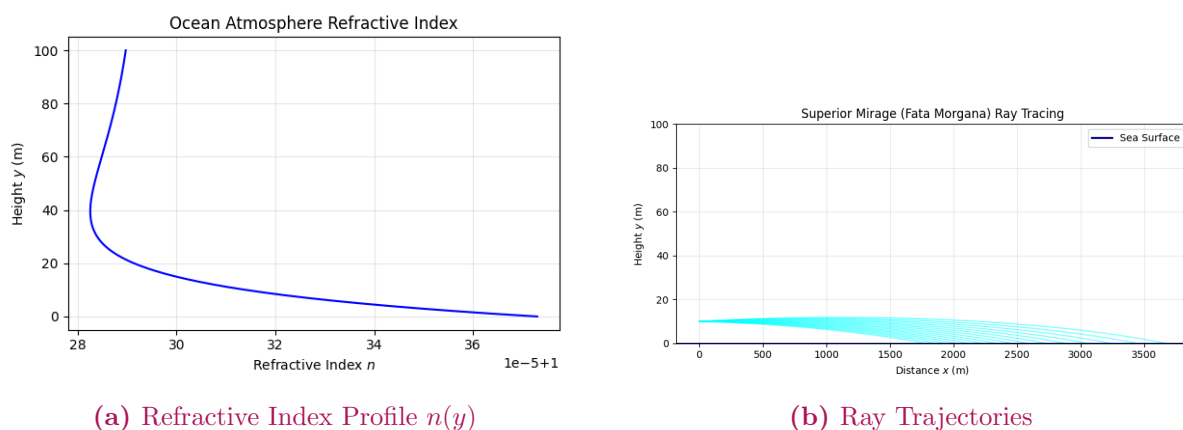 Ocean Atmosphere Refractive Index
100
80
60
40
20
0
Height y (m)
28
30
32
34
36
Refractive Index n
1e−5+1
(a) Refractive Index Profile n(y)
Superior Mirage (Fata Morgana) Ray Tracing
Sea Surface
100
80
60
40
20
0
Height y (m)
0
500
1000
1500
2000
2500
3000
3500
Distance x (m)
(b) Ray Trajectories